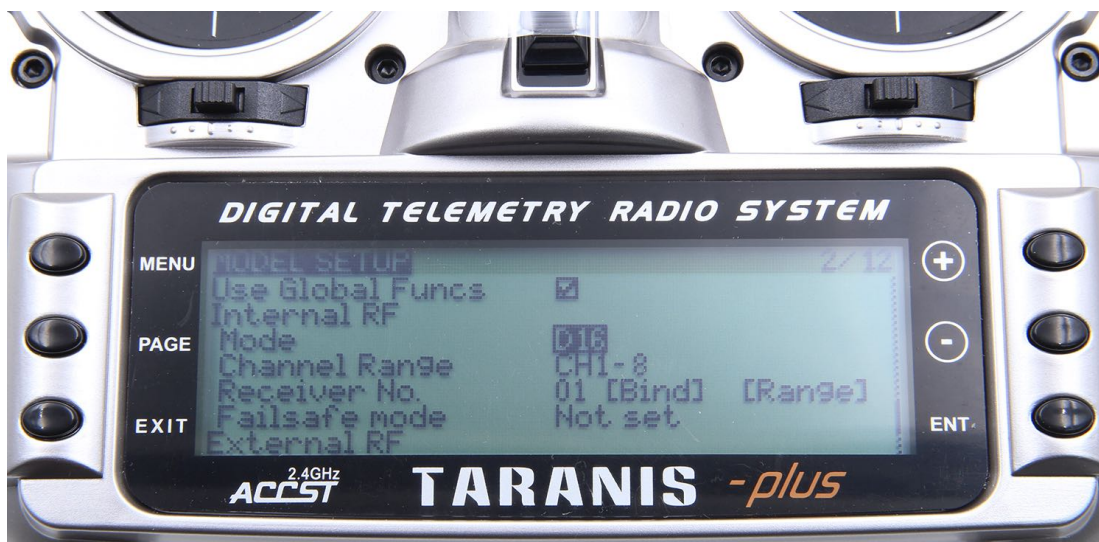 DIGITAL TELEMETRY RADIO SYSTEM
MENU
PAGE
EXIT
MODEL SETUP 2/12
Use Global Funcs
Internal RF
Mode D16
Channel Range CH1-8
Receiver No. 01 [Bind] [Range]
Failsafe mode Not set
External RF
+
-
ENT
2.4GHz
ACCST
TARANIS -plus